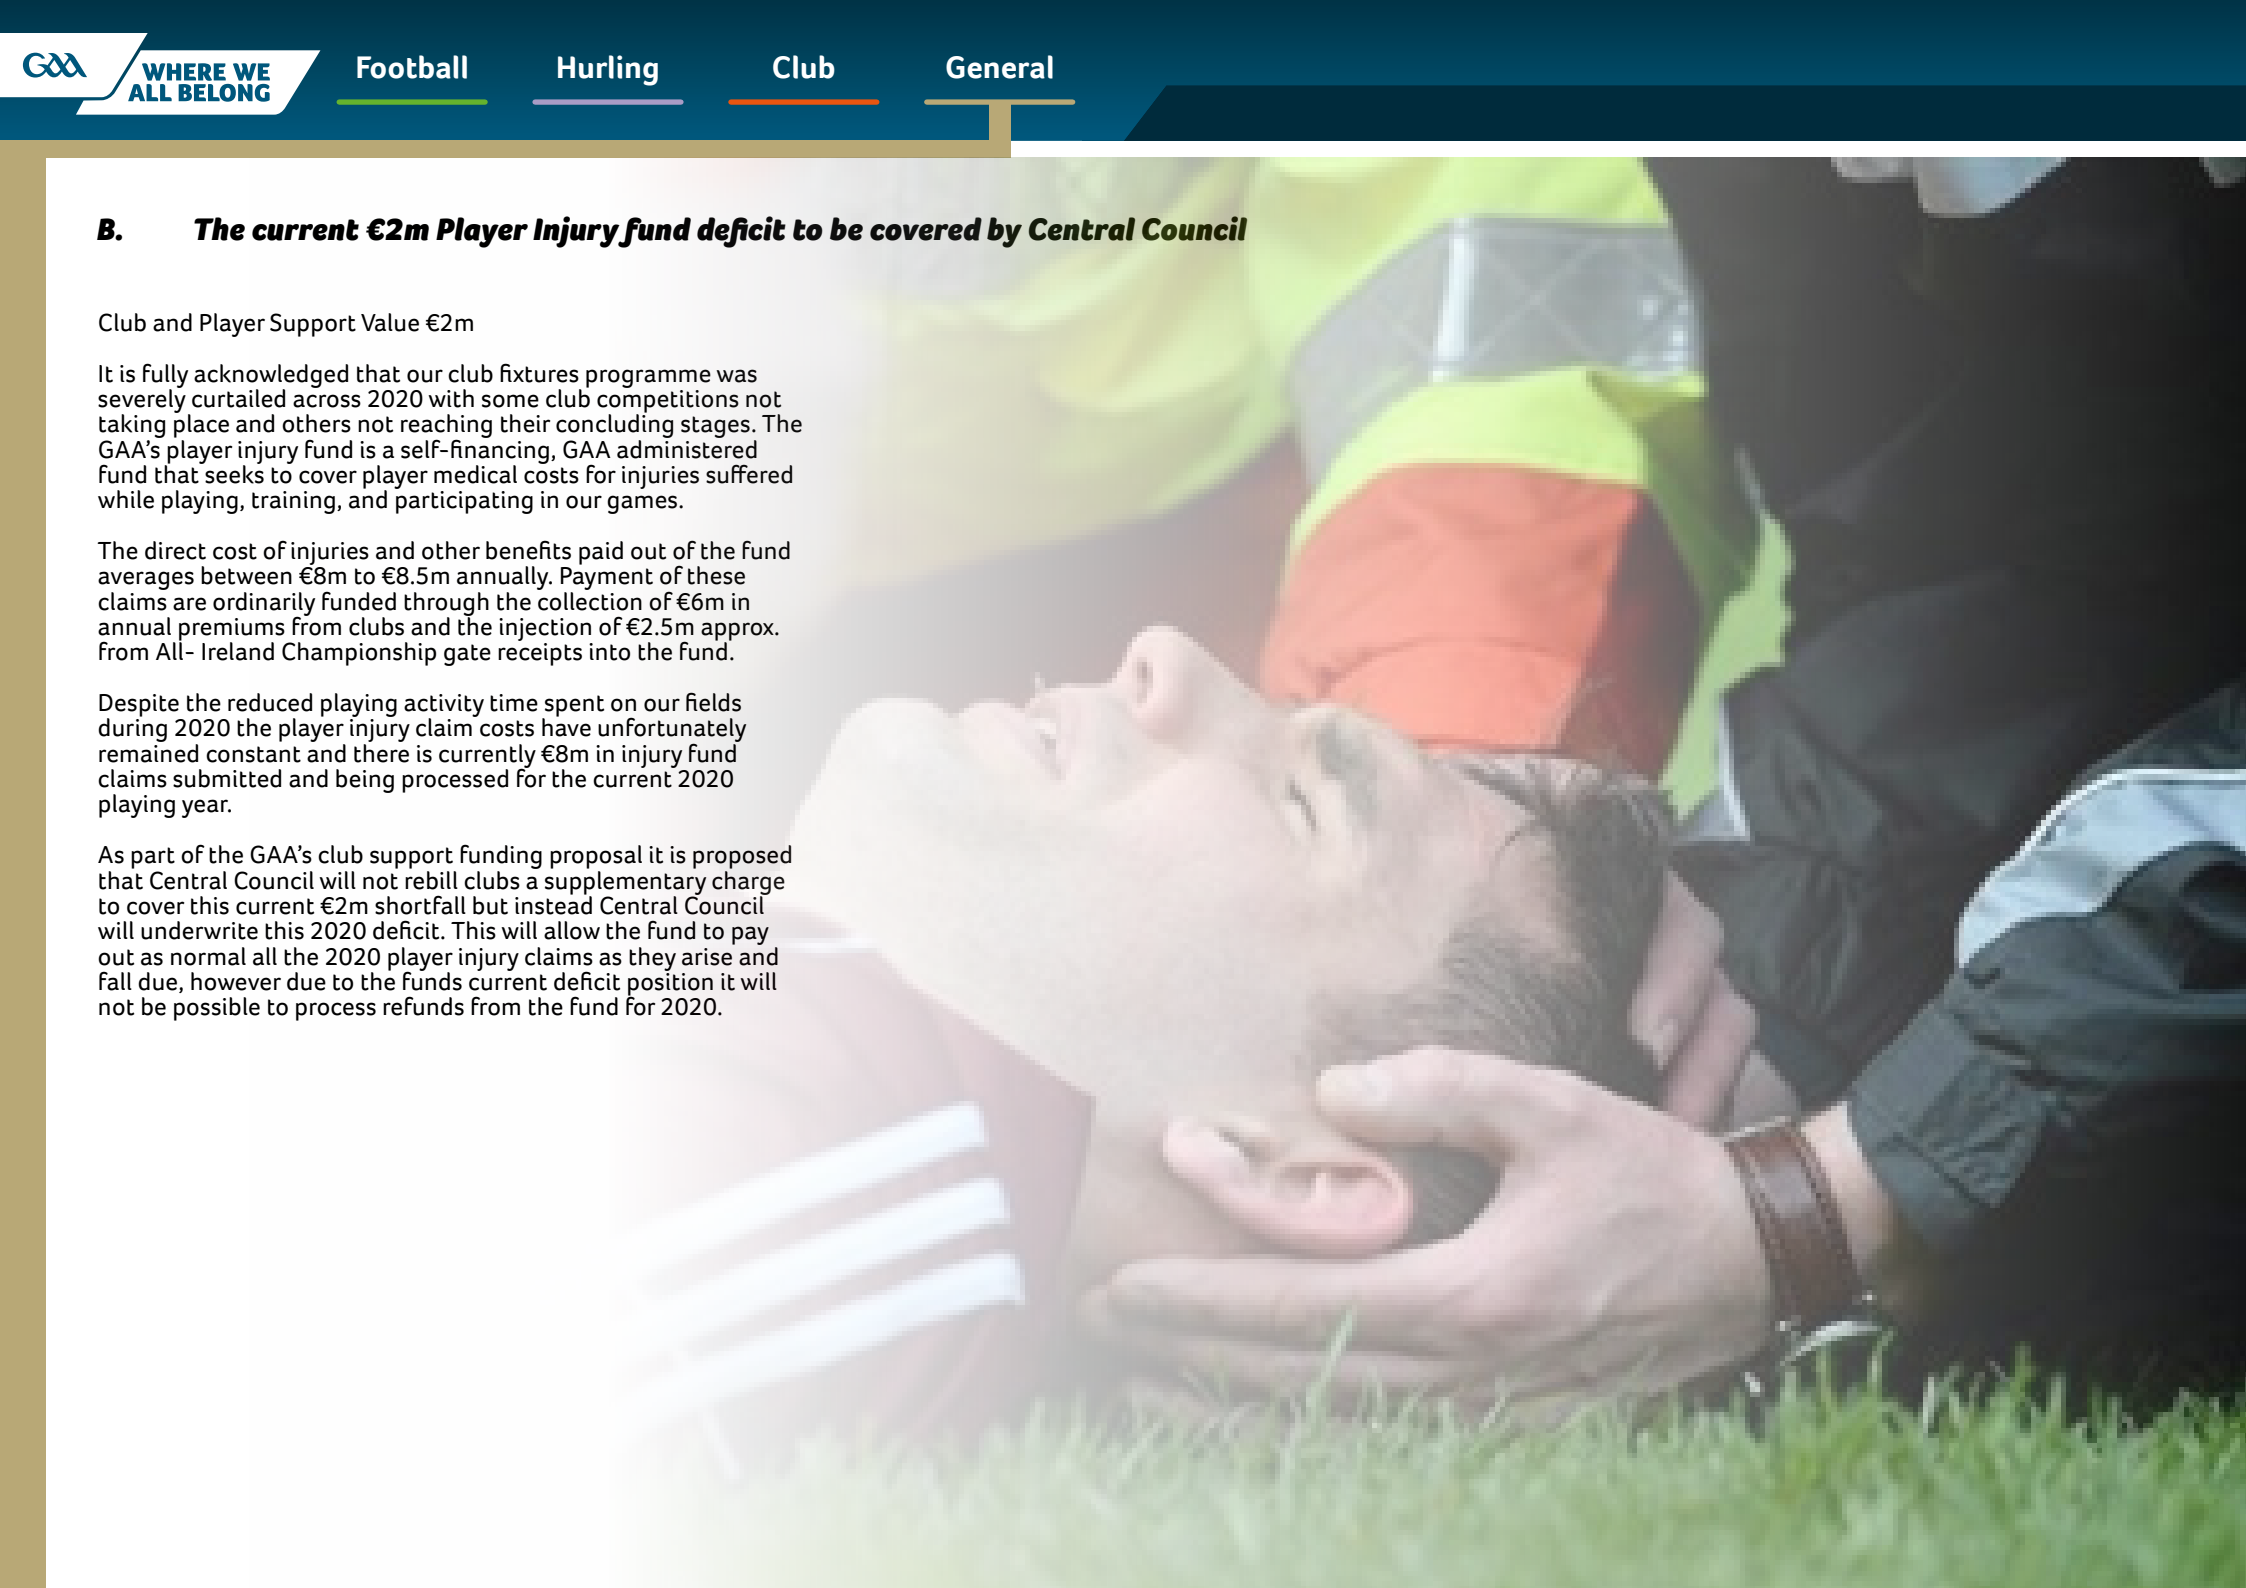 GAA
WHERE WE
ALL BELONG
Football
Hurling
Club
General
B. The current €2m Player Injury fund deficit to be covered by Central Council
Club and Player Support Value €2m
It is fully acknowledged that our club fixtures programme was
severely curtailed across 2020 with some club competitions not
taking place and others not reaching their concluding stages. The
GAA’s player injury fund is a self-financing, GAA administered
fund that seeks to cover player medical costs for injuries suffered
while playing, training, and participating in our games.
The direct cost of injuries and other benefits paid out of the fund
averages between €8m to €8.5m annually. Payment of these
claims are ordinarily funded through the collection of €6m in
annual premiums from clubs and the injection of €2.5m approx.
from All- Ireland Championship gate receipts into the fund.
Despite the reduced playing activity time spent on our fields
during 2020 the player injury claim costs have unfortunately
remained constant and there is currently €8m in injury fund
claims submitted and being processed for the current 2020
playing year.
As part of the GAA’s club support funding proposal it is proposed
that Central Council will not rebill clubs a supplementary charge
to cover this current €2m shortfall but instead Central Council
will underwrite this 2020 deficit. This will allow the fund to pay
out as normal all the 2020 player injury claims as they arise and
fall due, however due to the funds current deficit position it will
not be possible to process refunds from the fund for 2020.